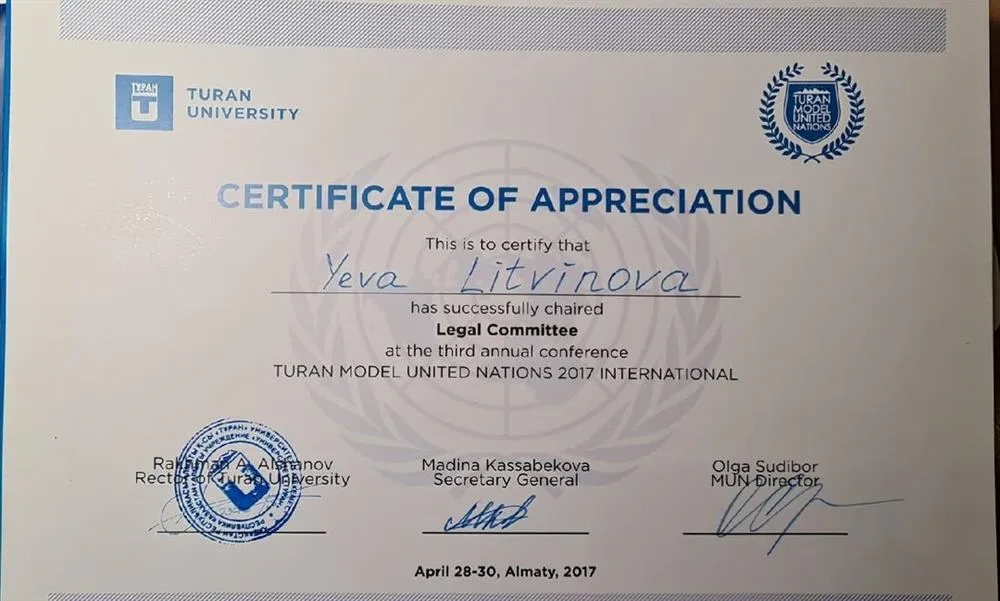 ТУРАН
TURAN
UNIVERSITY
TURAN
MODEL
UNITED
NATIONS
CERTIFICATE OF APPRECIATION
This is to certify that
Yeva Litvinova
has successfully chaired
Legal Committee
at the third annual conference
TURAN MODEL UNITED NATIONS 2017 INTERNATIONAL
Rakhman A. Alshanov
Rector of Turan University
Madina Kassabekova
Secretary General
Olga Sudibor
MUN Director
April 28-30, Almaty, 2017